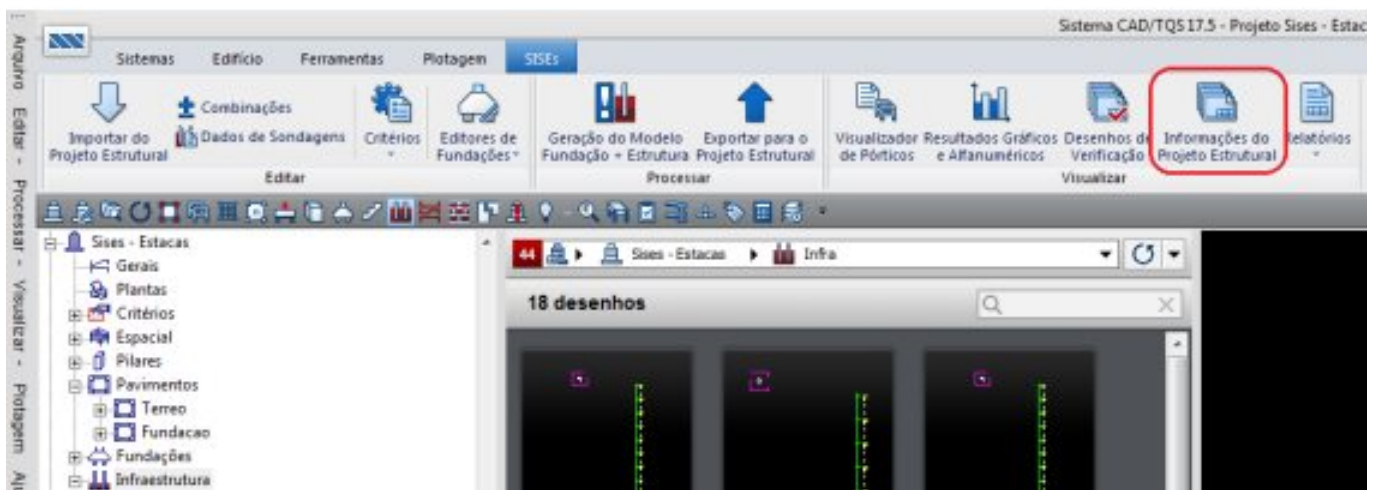 Sistema CAD/TQS 17.5 - Projeto Sises - Estac
Sistemas Edifício Ferramentas Plotagem SISEs
Importar do
Projeto Estrutural
Combinações
Dados de Sondagens
Critérios
Editores de
Fundações
Editar
Geração do Modelo
Fundação + Estrutura
Exportar para o
Projeto Estrutural
Processar
Visualizador
de Pórticos
Resultados Gráficos
e Alfanuméricos
Desenhos de
Verificação
Informações do
Projeto Estrutural
Relatórios
Visualizar
Arquivo
Editar -
Processar -
Visualizar -
Plotagem
Aju
Sises - Estacas
Gerais
Plantas
Critérios
Espacial
Pilares
Pavimentos
Terreo
Fundacao
Fundações
Infraestrutura
44 Sises - Estacas Infra
18 desenhos